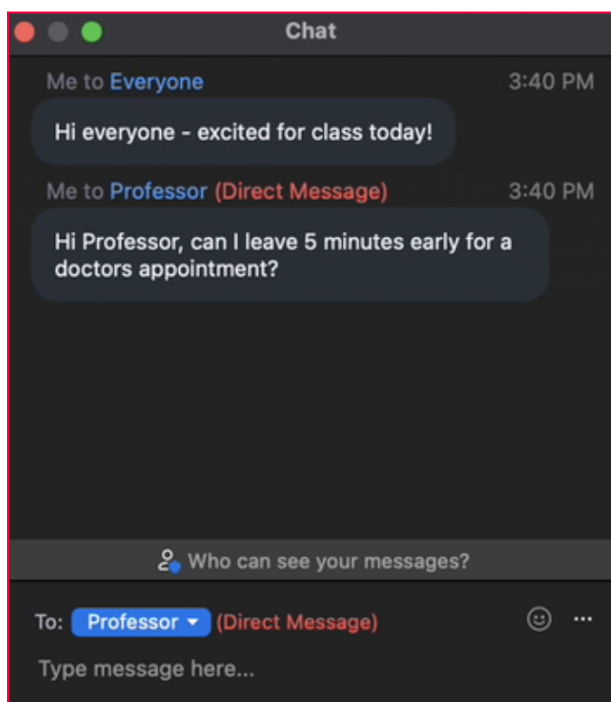 Chat
Me to Everyone 3:40 PM
Hi everyone - excited for class today!
Me to Professor (Direct Message) 3:40 PM
Hi Professor, can I leave 5 minutes early for a
doctors appointment?
Who can see your messages?
To: Professor (Direct Message)
Type message here...